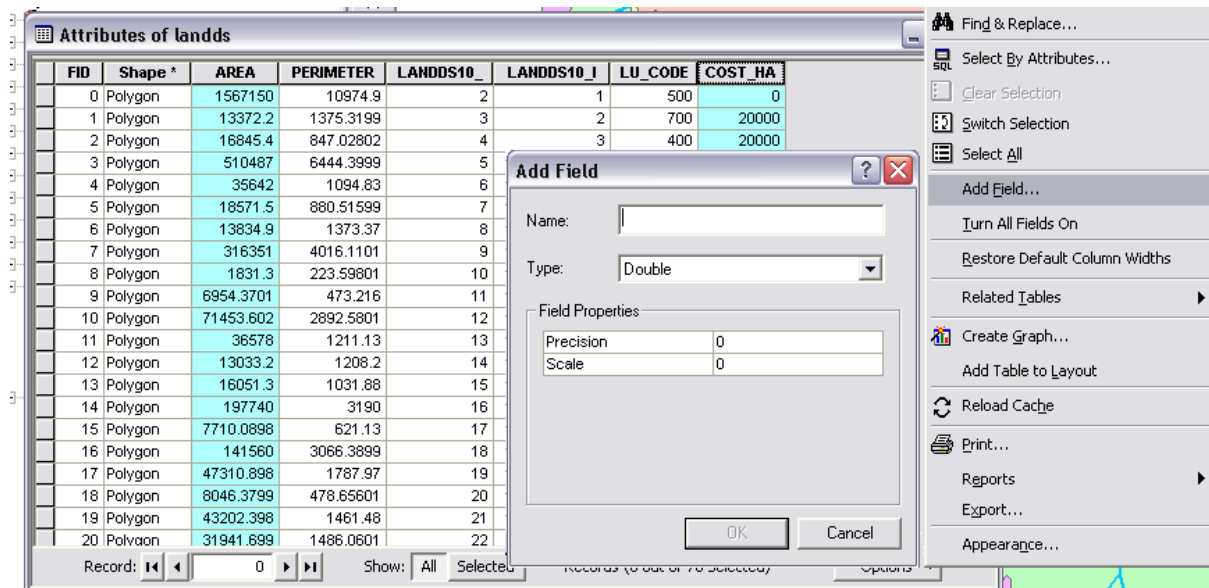 Attributes of landds
FID Shape * AREA PERIMETER LANDDS10_ LANDDS10_I LU_CODE COST_HA
0 Polygon 1567150 10974.9 2 1 500 0
1 Polygon 13372.2 1375.3199 3 2 700 20000
2 Polygon 16845.4 847.02802 4 3 400 20000
3 Polygon 510487 6444.3999 5
4 Polygon 35642 1094.83 6
5 Polygon 18571.5 880.51599 7
6 Polygon 13834.9 1373.37 8
7 Polygon 316351 4016.1101 9
8 Polygon 1831.3 223.59801 10
9 Polygon 6954.3701 473.216 11
10 Polygon 71453.602 2892.5801 12
11 Polygon 36578 1211.13 13
12 Polygon 13033.2 1208.2 14
13 Polygon 16051.3 1031.88 15
14 Polygon 197740 3190 16
15 Polygon 7710.0898 621.13 17
16 Polygon 141560 3066.3899 18
17 Polygon 47310.898 1787.97 19
18 Polygon 8046.3799 478.65601 20
19 Polygon 43202.398 1461.48 21
20 Polygon 31941.699 1486.0601 22
Record: 0 Show: All Selected
Add Field
Name:
Type: Double
Field Properties
Precision 0
Scale 0
OK Cancel
Find & Replace...
SQL Select By Attributes...
Clear Selection
Switch Selection
Select All
Add Field...
Turn All Fields On
Restore Default Column Widths
Related Tables
Create Graph...
Add Table to Layout
Reload Cache
Print...
Reports
Export...
Appearance...